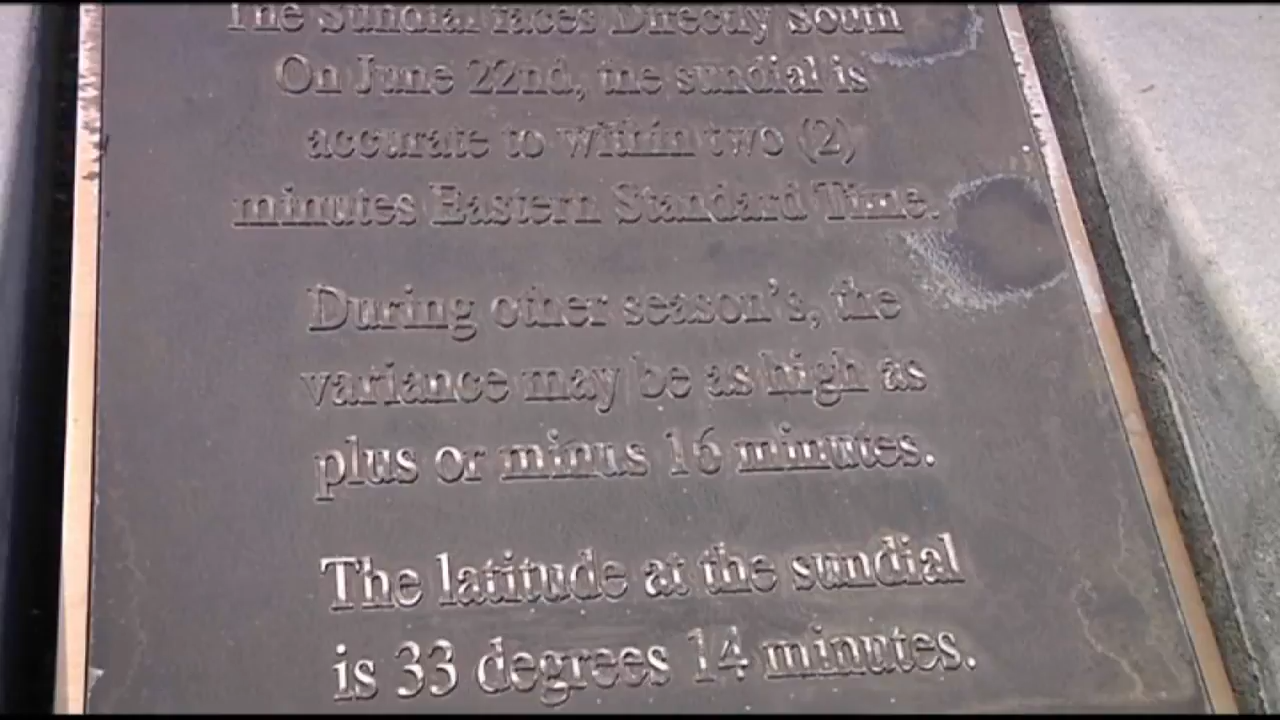 The Sundial faces Directly South
On June 22nd, the sundial is
accurate to within two (2)
minutes Eastern Standard Time.
During other season's, the
variance may be as high as
plus or minus 16 minutes.
The latitude at the sundial
is 33 degrees 14 minutes.